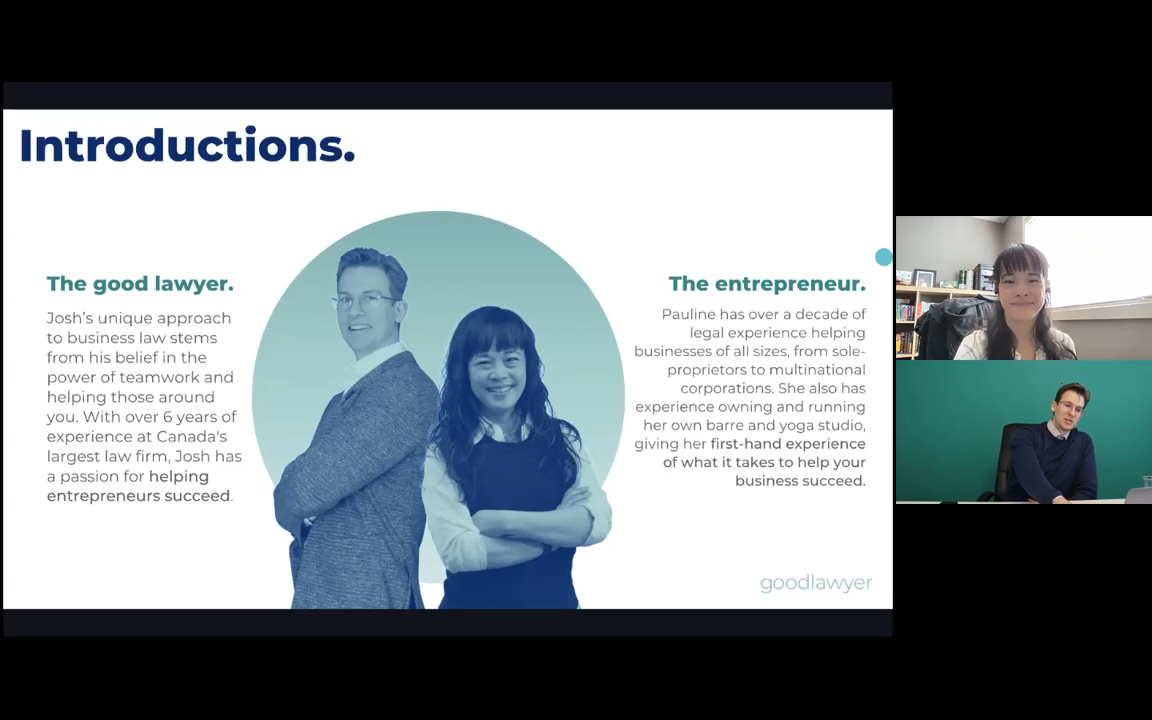 Introductions.
The good lawyer.
Josh's unique approach
to business law stems
from his belief in the
power of teamwork and
helping those around
you. With over 6 years of
experience at Canada's
largest law firm, Josh has
a passion for helping
entrepreneurs succeed.
The entrepreneur.
Pauline has over a decade of
legal experience helping
businesses of all sizes, from sole-
proprietors to multinational
corporations. She also has
experience owning and running
her own barre and yoga studio,
giving her first-hand experience
of what it takes to help your
business succeed.
goodlawyer